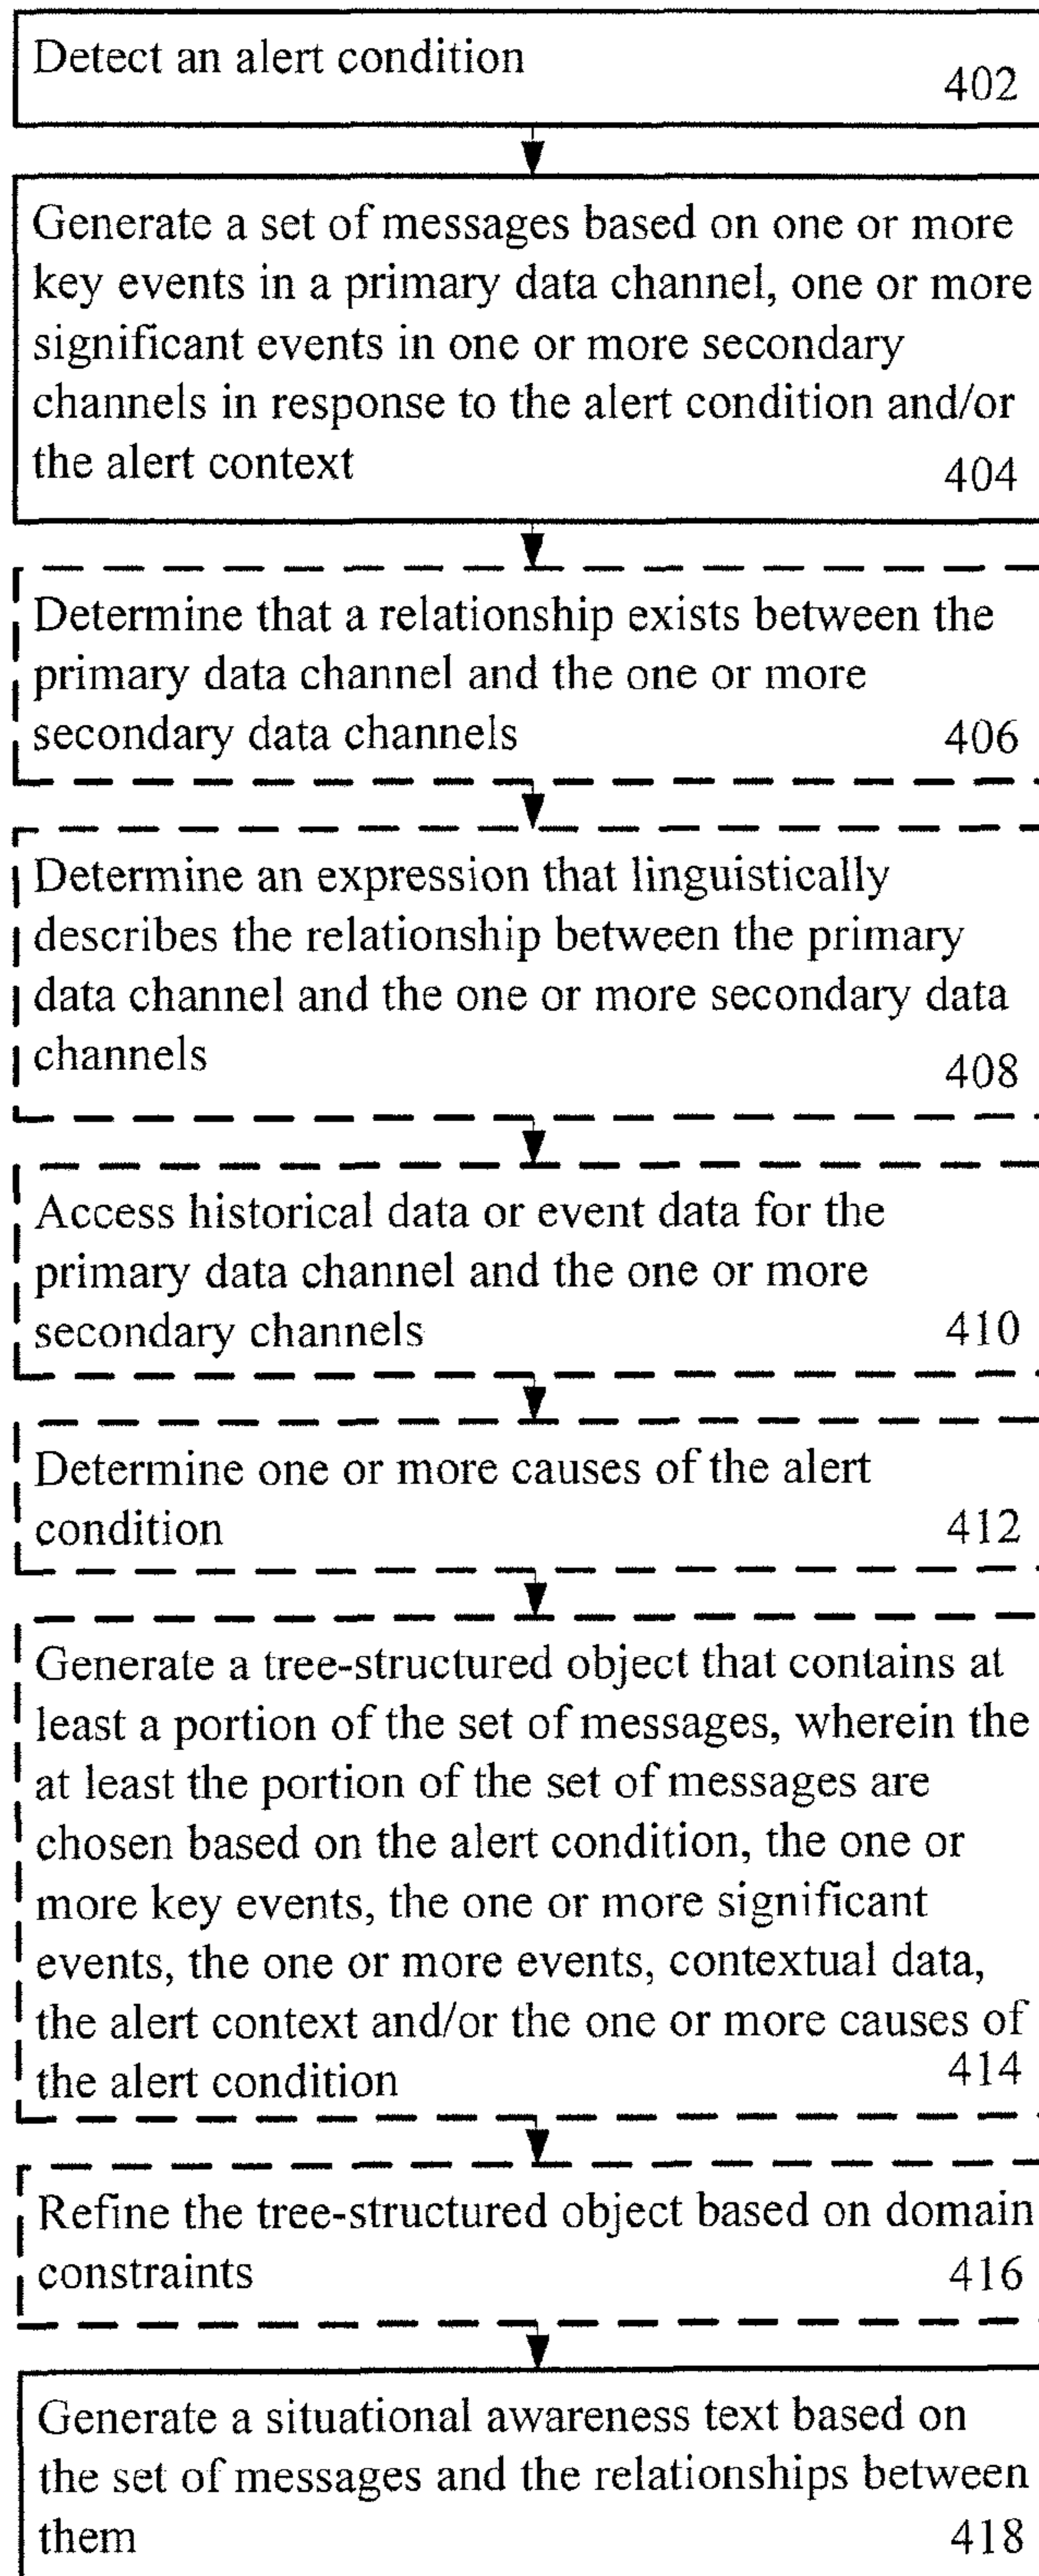 Detect an alert condition
402
Generate a set of messages based on one or more
key events in a primary data channel, one or more
significant events in one or more secondary
channels in response to the alert condition and/or
the alert context
404
Determine that a relationship exists between the
primary data channel and the one or more
secondary data channels
406
Determine an expression that linguistically
describes the relationship between the primary
data channel and the one or more secondary data
channels
408
Access historical data or event data for the
primary data channel and the one or more
secondary channels
410
Determine one or more causes of the alert
condition
412
Generate a tree-structured object that contains at
least a portion of the set of messages, wherein the
at least the portion of the set of messages are
chosen based on the alert condition, the one or
more key events, the one or more significant
events, the one or more events, contextual data,
the alert context and/or the one or more causes of
the alert condition
414
Refine the tree-structured object based on domain
constraints
416
Generate a situational awareness text based on
the set of messages and the relationships between
them
418